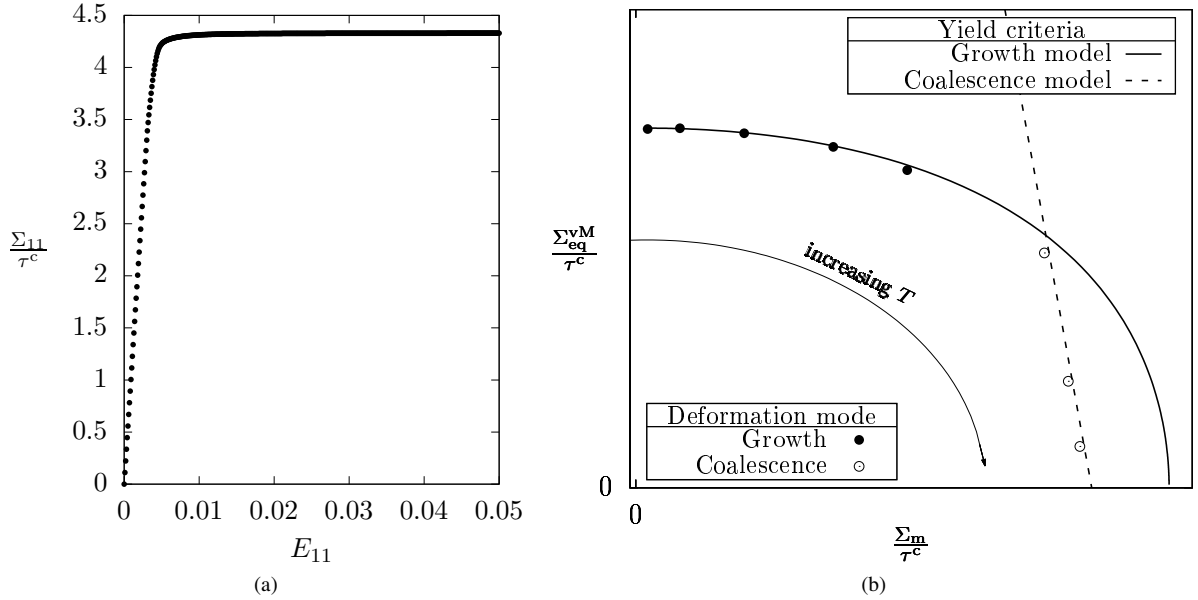 4.5
4
3.5
3
2.5
2
1.5
1
0.5
0
Σ11
τc
0 0.01 0.02 0.03 0.04 0.05
E11
(a)
Yield criteria
Growth model
Coalescence model
increasing T
Σeq^vM
τc
Deformation mode
Growth
Coalescence
0
0
Σm
τc
(b)